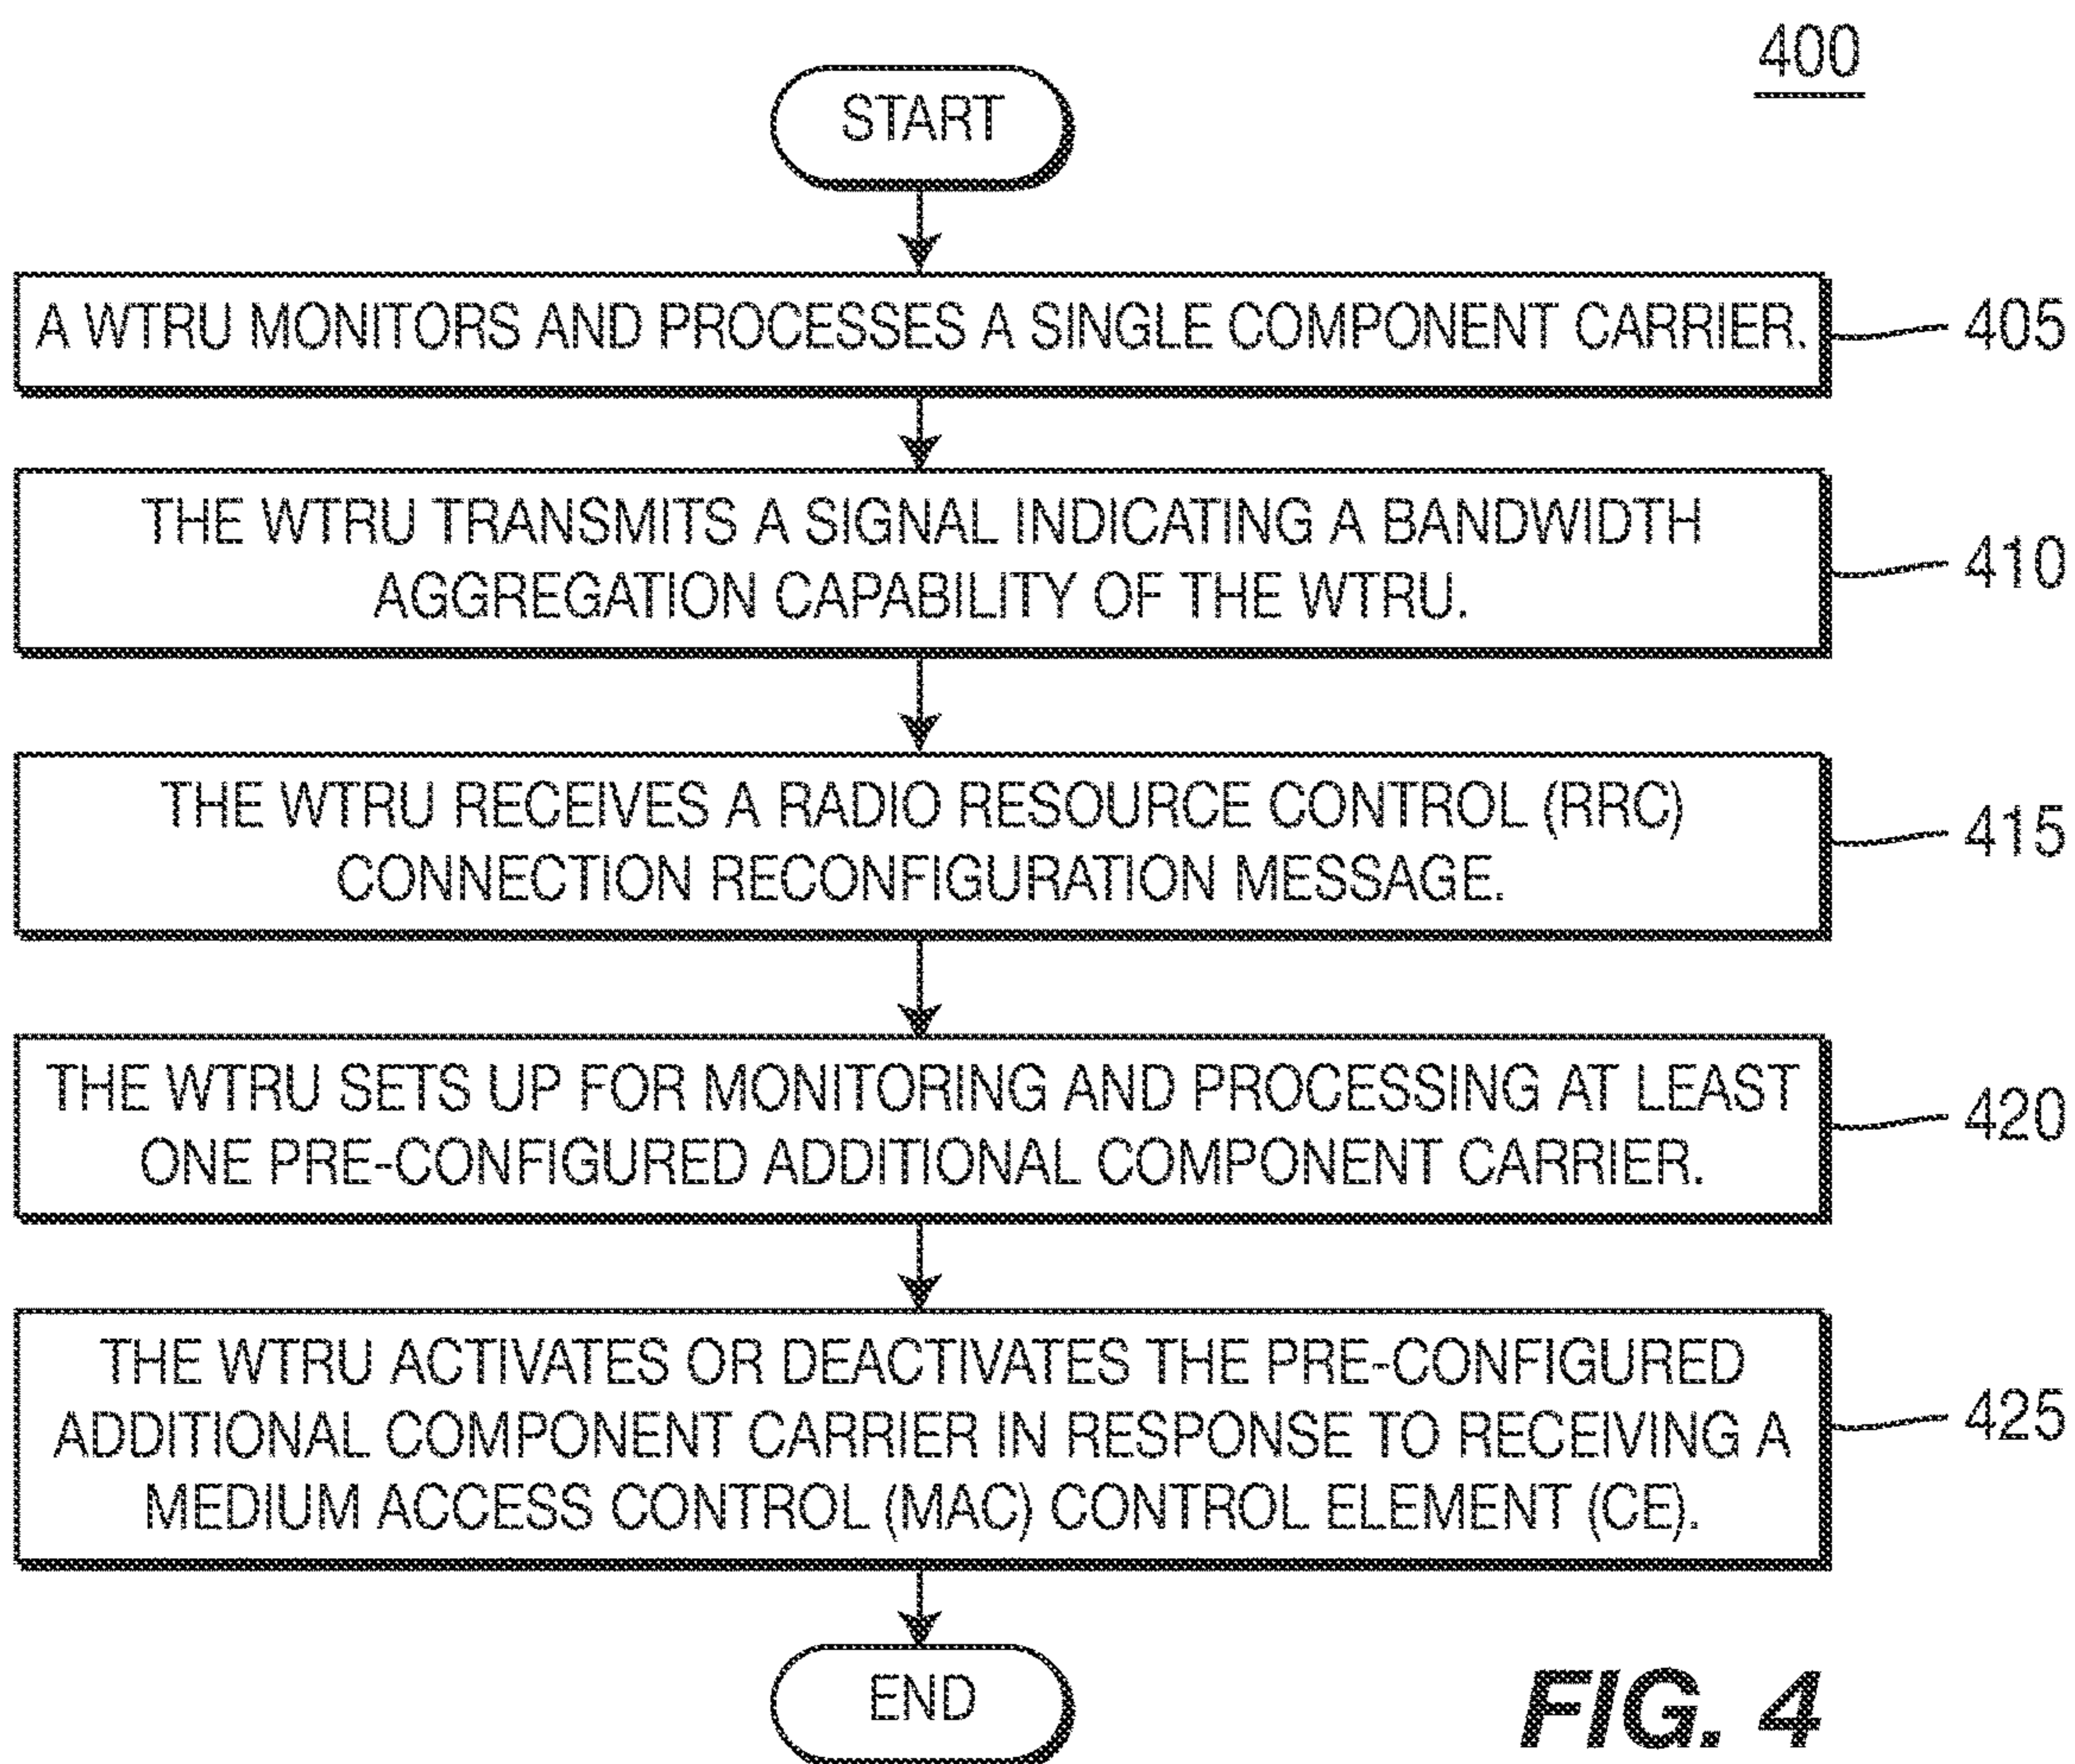 400
START
A WTRU MONITORS AND PROCESSES A SINGLE COMPONENT CARRIER.
405
THE WTRU TRANSMITS A SIGNAL INDICATING A BANDWIDTH
AGGREGATION CAPABILITY OF THE WTRU.
410
THE WTRU RECEIVES A RADIO RESOURCE CONTROL (RRC)
CONNECTION RECONFIGURATION MESSAGE.
415
THE WTRU SETS UP FOR MONITORING AND PROCESSING AT LEAST
ONE PRE-CONFIGURED ADDITIONAL COMPONENT CARRIER.
420
THE WTRU ACTIVATES OR DEACTIVATES THE PRE-CONFIGURED
ADDITIONAL COMPONENT CARRIER IN RESPONSE TO RECEIVING A
MEDIUM ACCESS CONTROL (MAC) CONTROL ELEMENT (CE).
425
END
FIG. 4